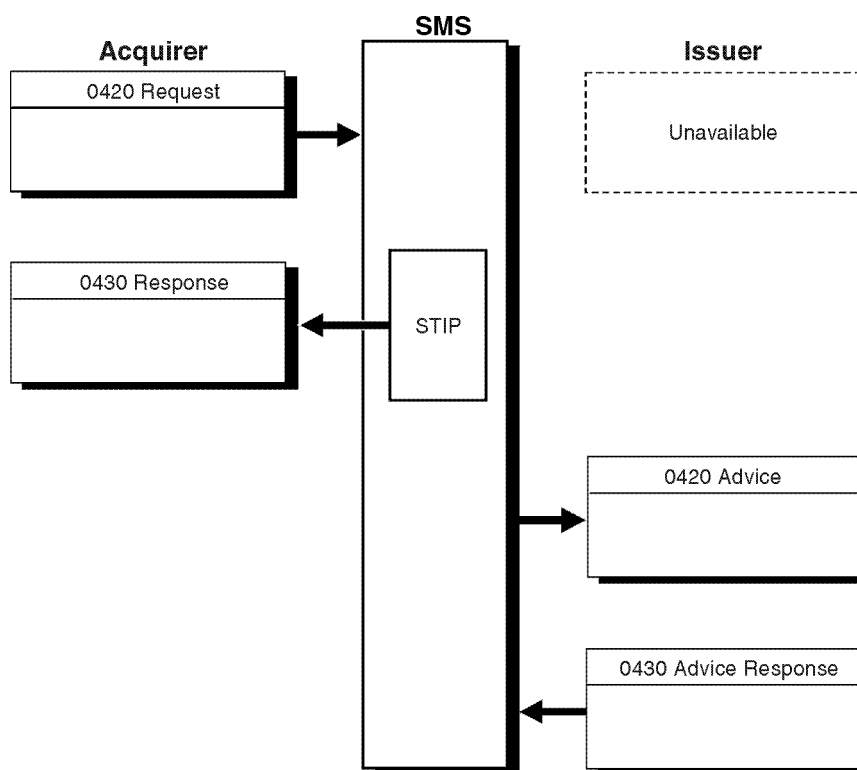 SMS
Acquirer
Issuer
0420 Request
Unavailable
0430 Response
STIP
0420 Advice
0430 Advice Response